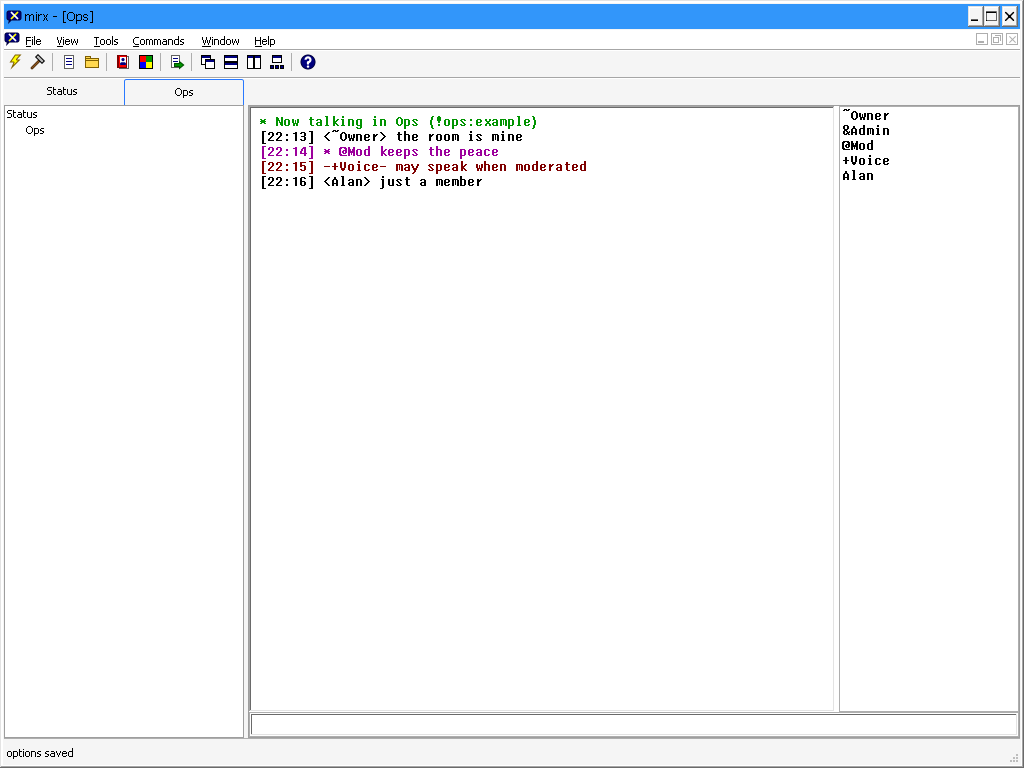 mirx - [Ops]
File View Tools Commands Window Help
Status Ops
Status
Ops
* Now talking in Ops (!ops:example)
[22:13] <~Owner> the room is mine
[22:14] * @Mod keeps the peace
[22:15] -+Voice- may speak when moderated
[22:16] <Alan> just a member
~Owner
&Admin
@Mod
+Voice
Alan
options saved